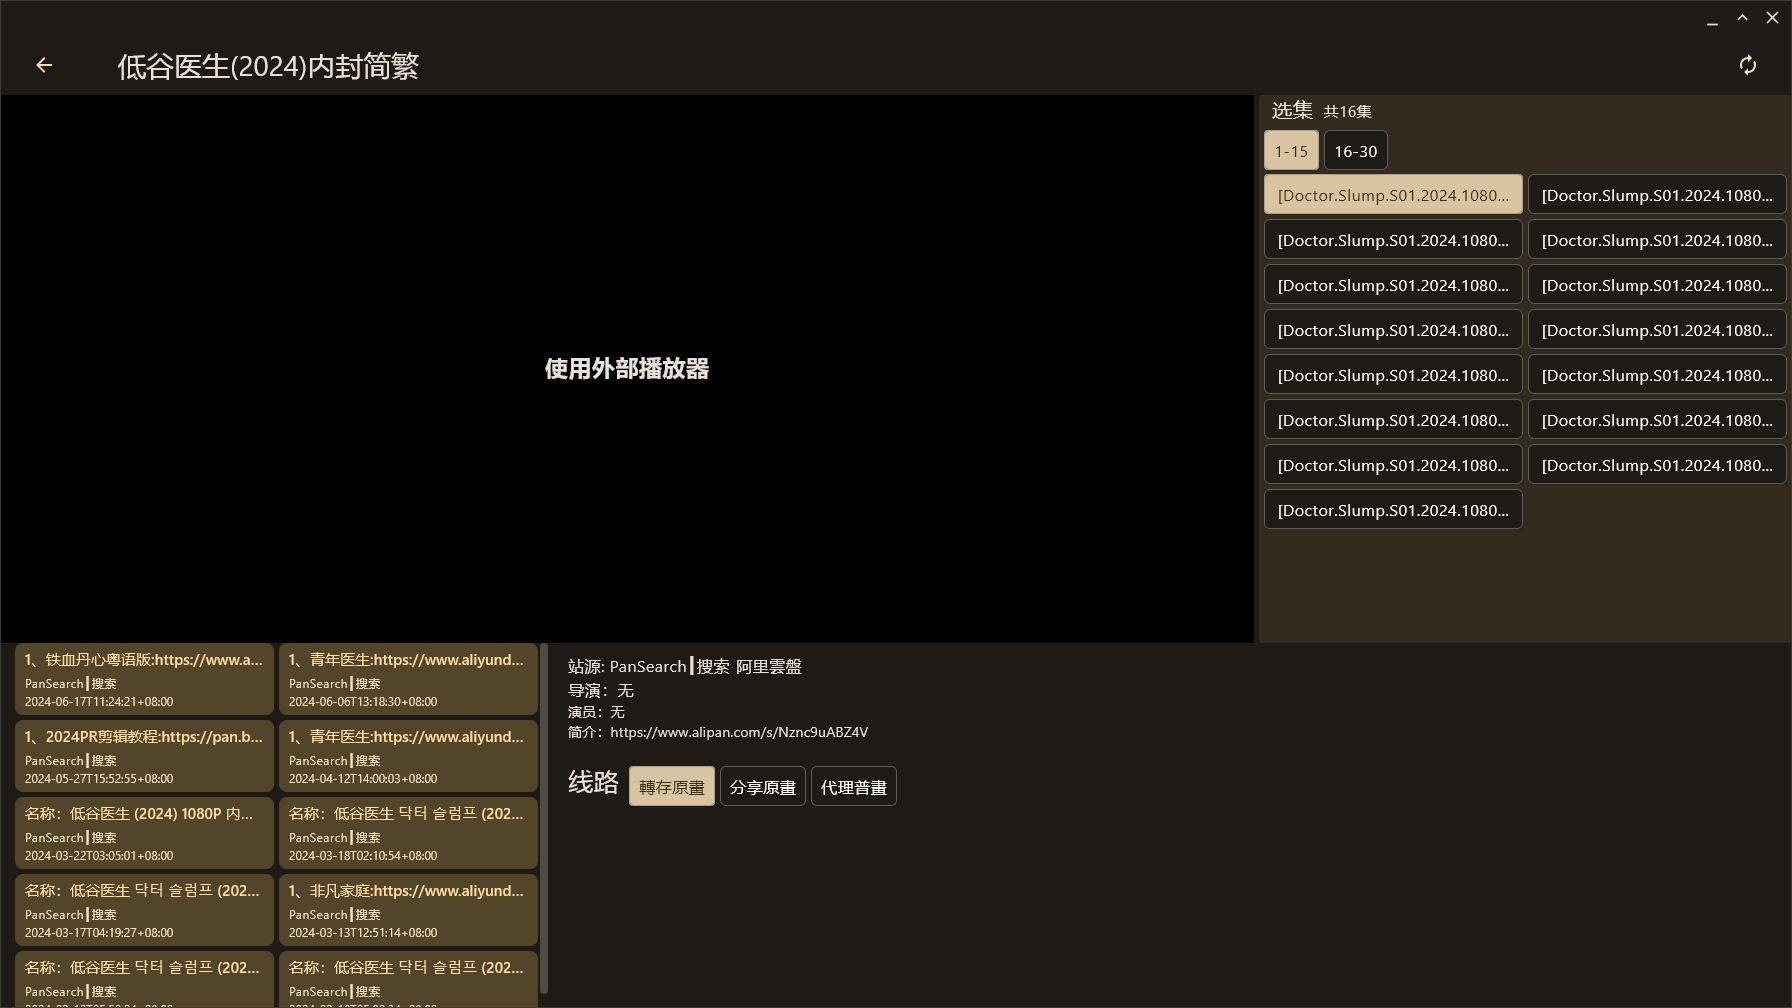 低谷医生(2024)内封简繁
使用外部播放器
选集 共16集
1-15 16-30
[Doctor.Slump.S01.2024.1080... [Doctor.Slump.S01.2024.1080...
[Doctor.Slump.S01.2024.1080... [Doctor.Slump.S01.2024.1080...
[Doctor.Slump.S01.2024.1080... [Doctor.Slump.S01.2024.1080...
[Doctor.Slump.S01.2024.1080... [Doctor.Slump.S01.2024.1080...
[Doctor.Slump.S01.2024.1080... [Doctor.Slump.S01.2024.1080...
[Doctor.Slump.S01.2024.1080... [Doctor.Slump.S01.2024.1080...
[Doctor.Slump.S01.2024.1080... [Doctor.Slump.S01.2024.1080...
[Doctor.Slump.S01.2024.1080...
1、铁血丹心粤语版:https://www.a...
PanSearch┃搜索
2024-06-17T11:24:21+08:00
1、青年医生:https://www.aliyund...
PanSearch┃搜索
2024-06-06T13:18:30+08:00
1、2024PR剪辑教程:https://pan.b...
PanSearch┃搜索
2024-05-27T15:52:55+08:00
1、青年医生:https://www.aliyund...
PanSearch┃搜索
2024-04-12T14:00:03+08:00
名称：低谷医生 (2024) 1080P 内...
PanSearch┃搜索
2024-03-22T03:05:01+08:00
名称：低谷医生 닥터 슬럼프 (202...
PanSearch┃搜索
2024-03-18T02:10:54+08:00
名称：低谷医生 닥터 슬럼프 (202...
PanSearch┃搜索
2024-03-17T04:19:27+08:00
1、非凡家庭:https://www.aliyund...
PanSearch┃搜索
2024-03-13T12:51:14+08:00
名称：低谷医生 닥터 슬럼프 (202...
PanSearch┃搜索
名称：低谷医生 닥터 슬럼프 (202...
PanSearch┃搜索
站源: PanSearch┃搜索 阿里雲盤
导演：无
演员：无
简介：https://www.alipan.com/s/Nznc9uABZ4V
线路 轉存原畫 分享原畫 代理普畫